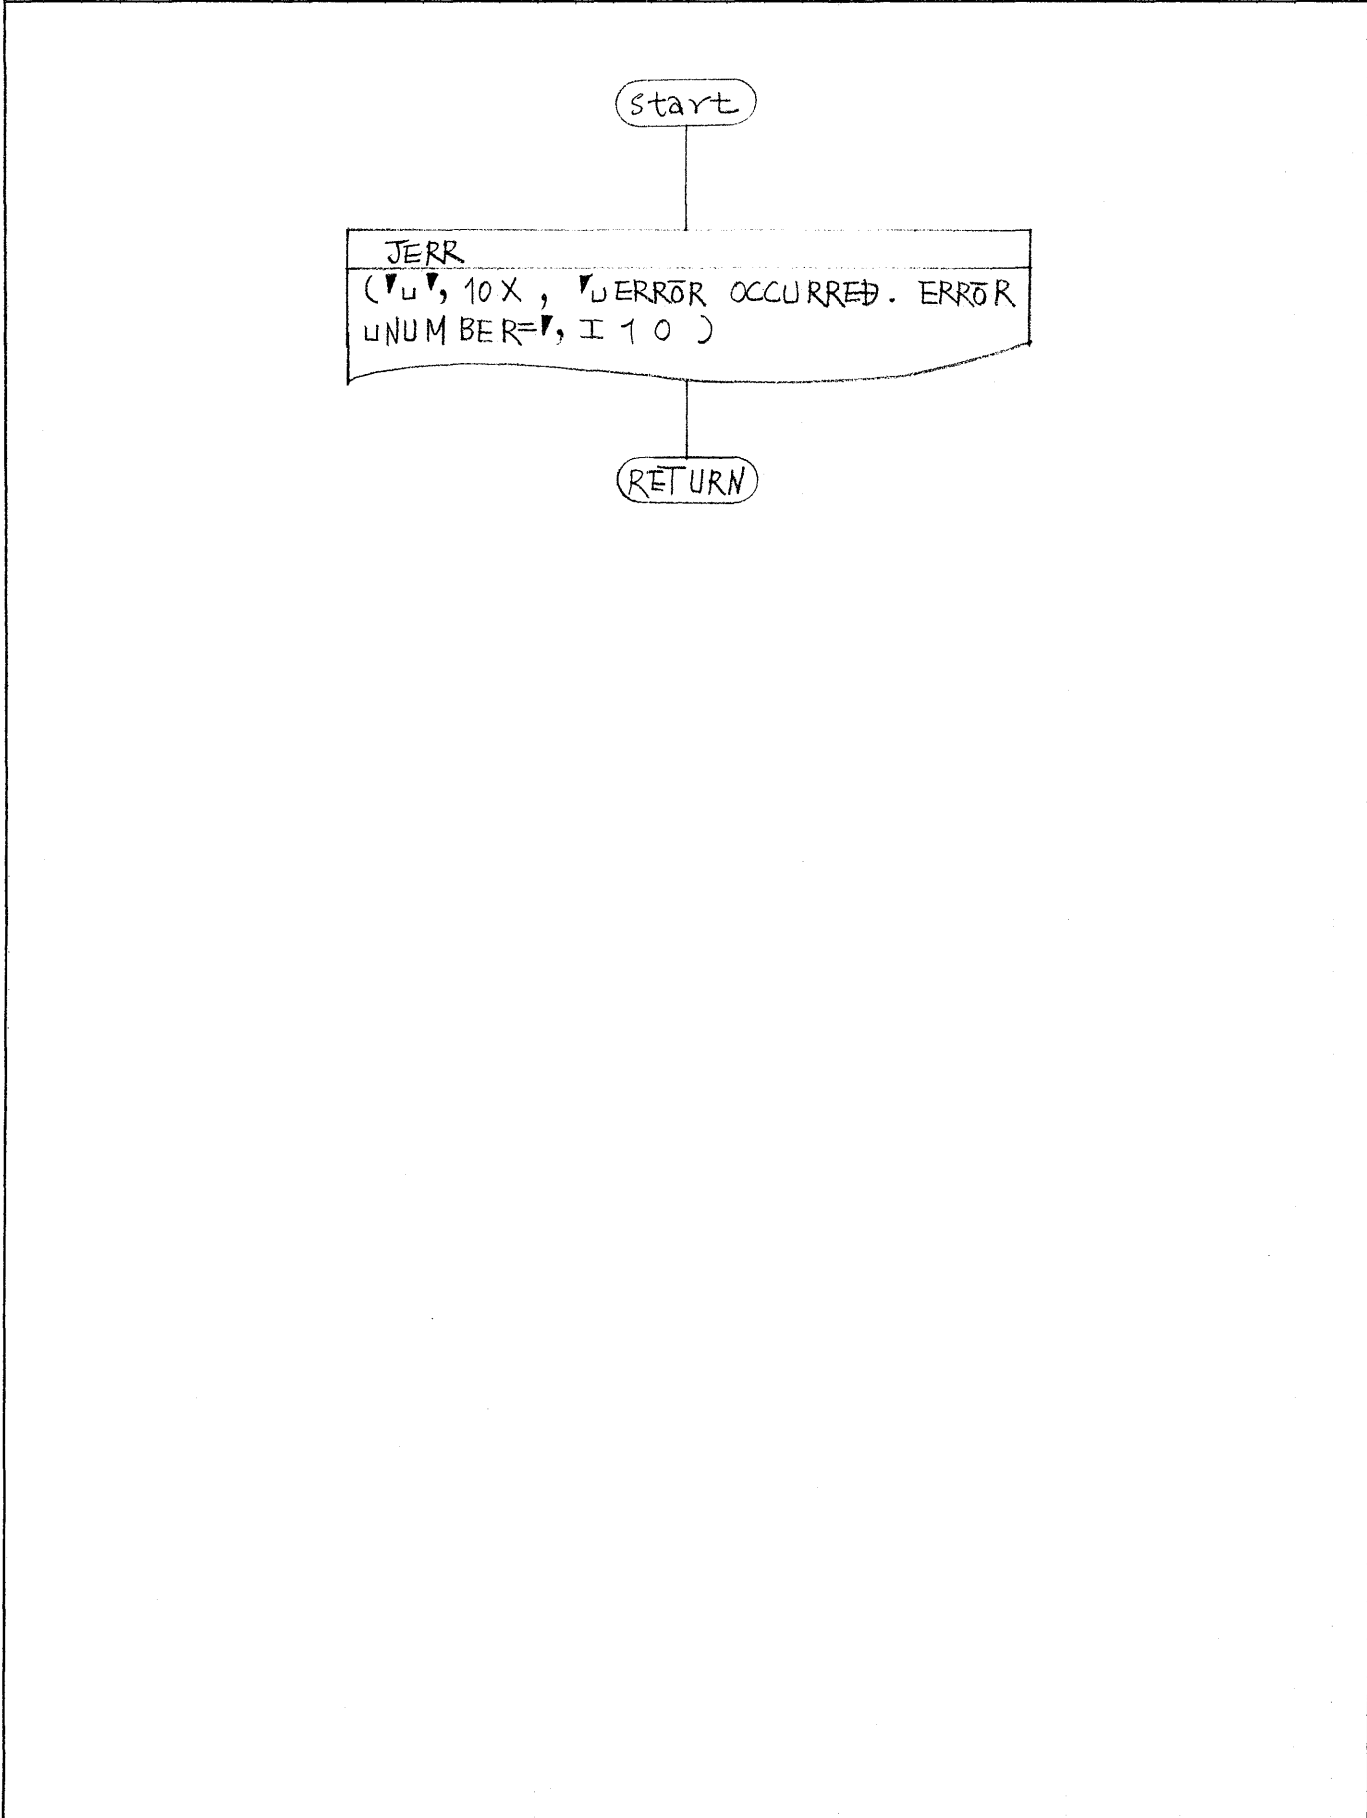 start
JERR
('␣', 10X, '␣ERROR OCCURRED. ERROR
␣NUMBER=', I10)
RETURN